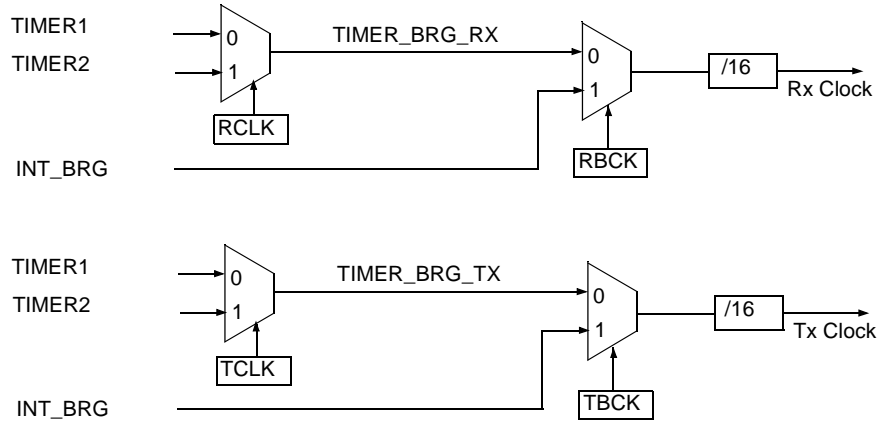 TIMER1
0
TIMER_BRG_RX
0
/16
TIMER2
1
1
Rx Clock
RCLK
RBCK
INT_BRG
TIMER1
0
TIMER_BRG_TX
0
/16
TIMER2
1
1
Tx Clock
TCLK
TBCK
INT_BRG